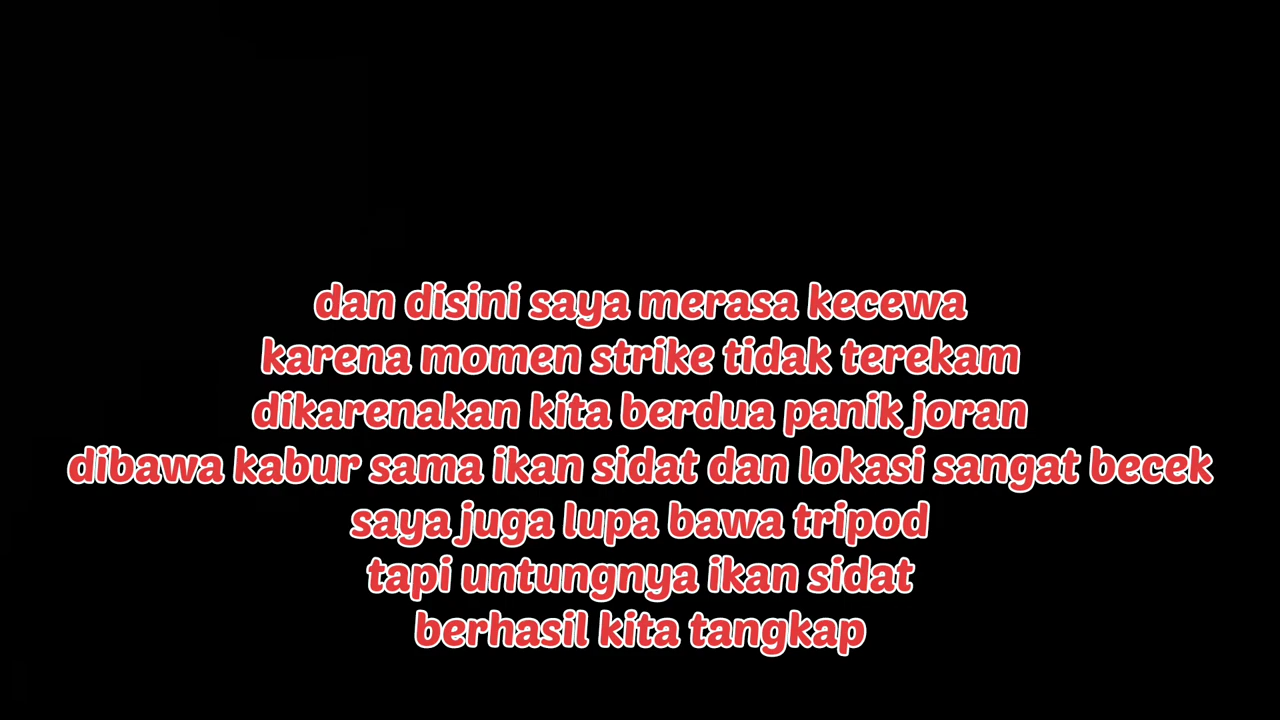 dan disini saya merasa kecewa
karena momen strike tidak terekam
dikarenakan kita berdua panik joran
dibawa kabur sama ikan sidat dan lokasi sangat becek
saya juga lupa bawa tripod
tapi untungnya ikan sidat
berhasil kita tangkap